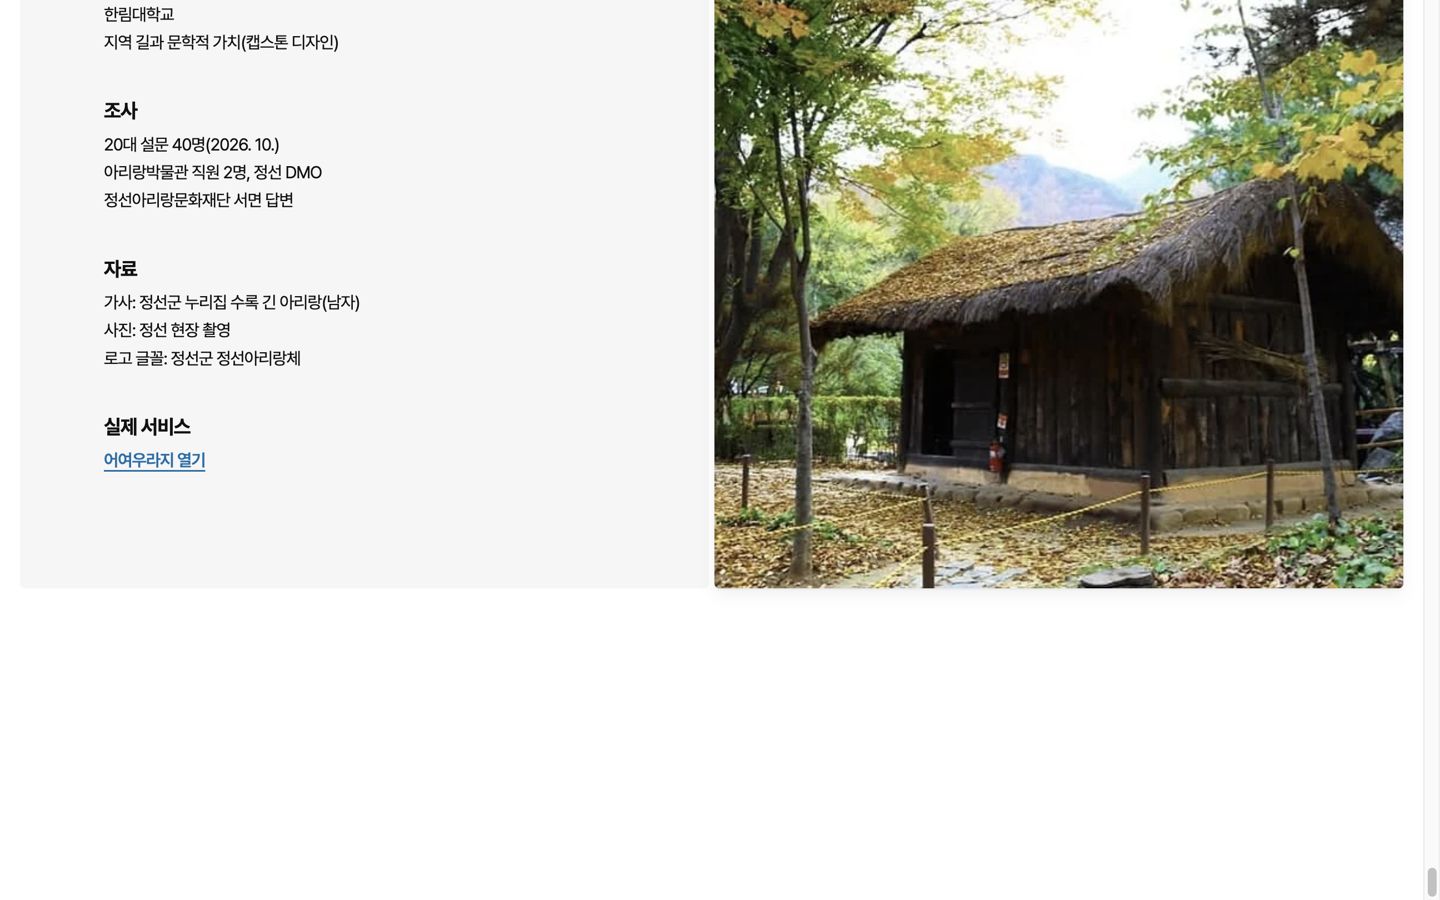 한림대학교
지역 길과 문학적 가치(캡스톤 디자인)
조사
20대 설문 40명(2026. 10.)
아리랑박물관 직원 2명, 정선 DMO
정선아리랑문화재단 서면 답변
자료
가사: 정선군 누리집 수록 긴 아리랑(남자)
사진: 정선 현장 촬영
로고 글꼴: 정선군 정선아리랑체
실제 서비스
어여우라지 열기